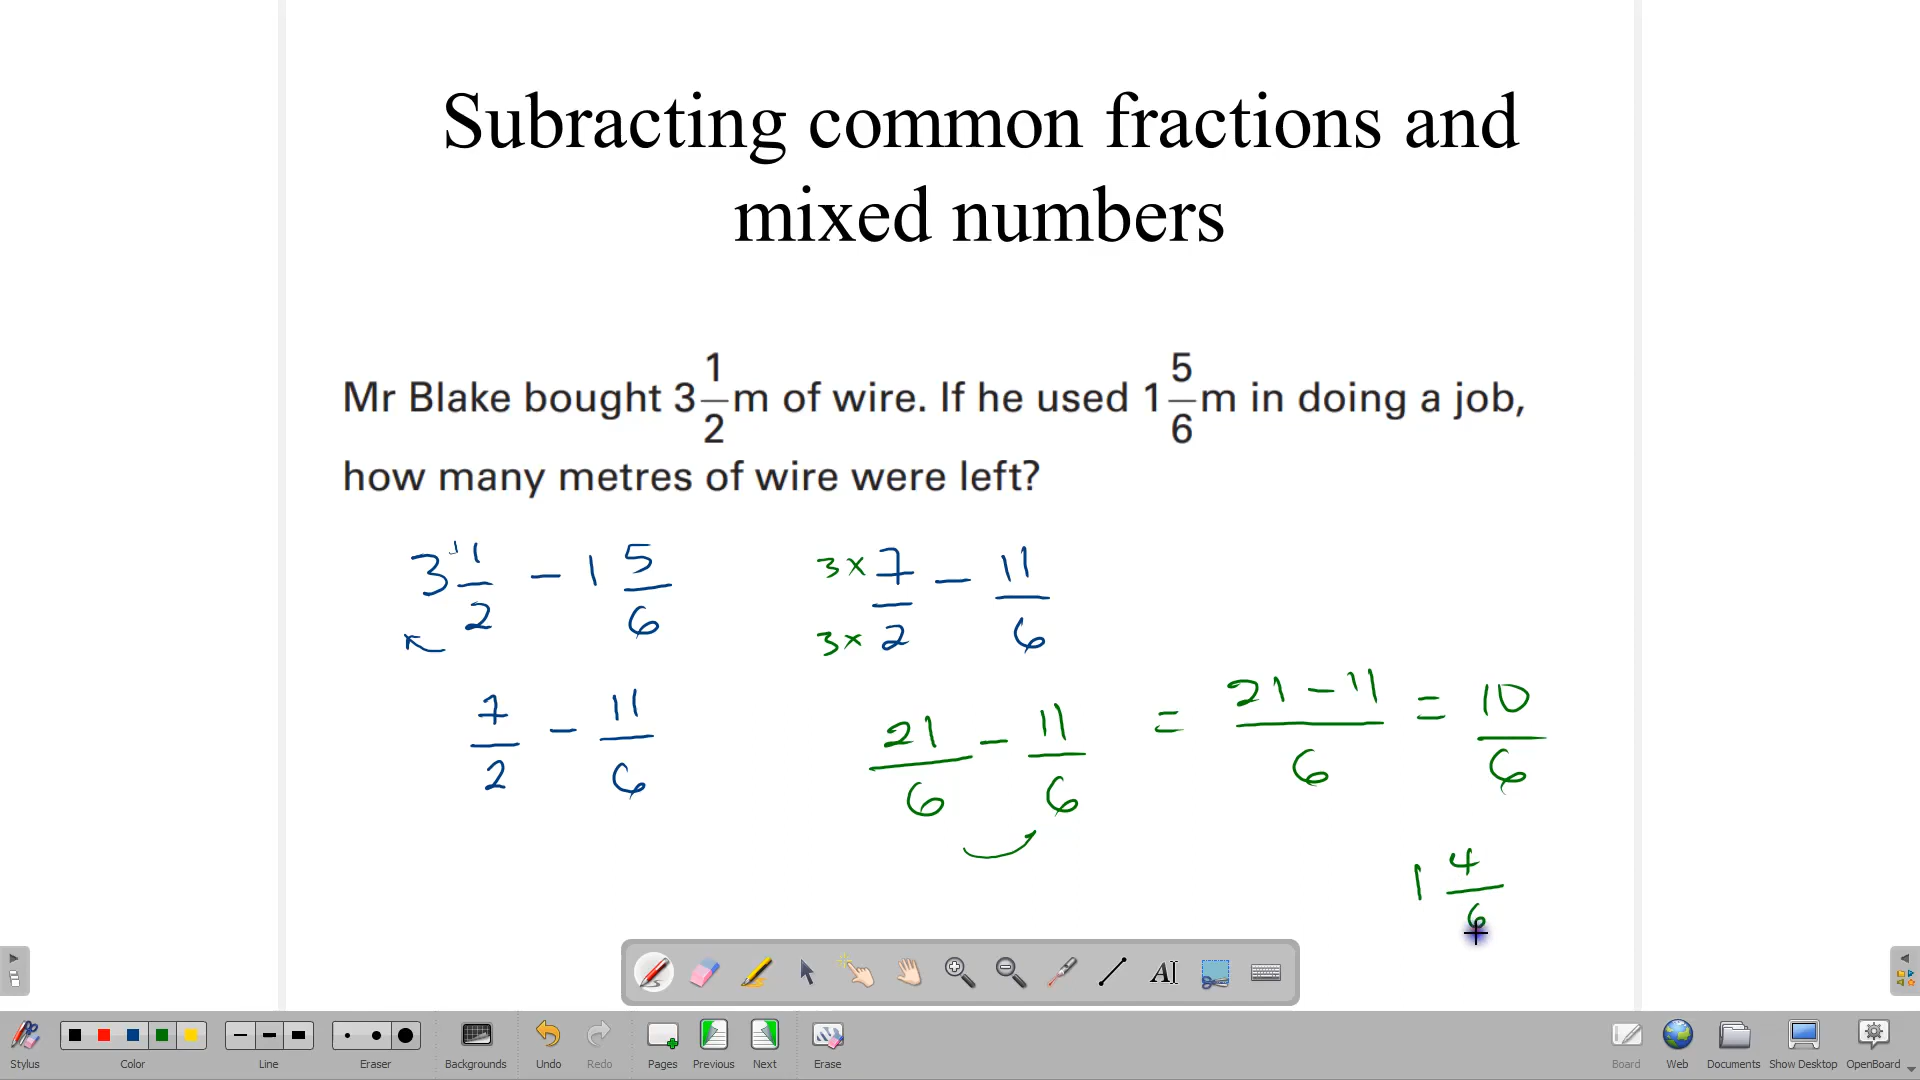 Subracting common fractions and
mixed numbers
Mr Blake bought 3 1/2 m of wire. If he used 1 5/6 m in doing a job,
how many metres of wire were left?
3 1/2 - 1 5/6
7/2 - 11/6
3 × 7 / 3 × 2 - 11/6
21/6 - 11/6 = 21 - 11 / 6 = 10/6
1 4/6
Stylus
Color
Line
Eraser
Backgrounds
Undo
Redo
Pages
Previous
Next
Erase
Board
Web
Documents
Show Desktop
OpenBoard